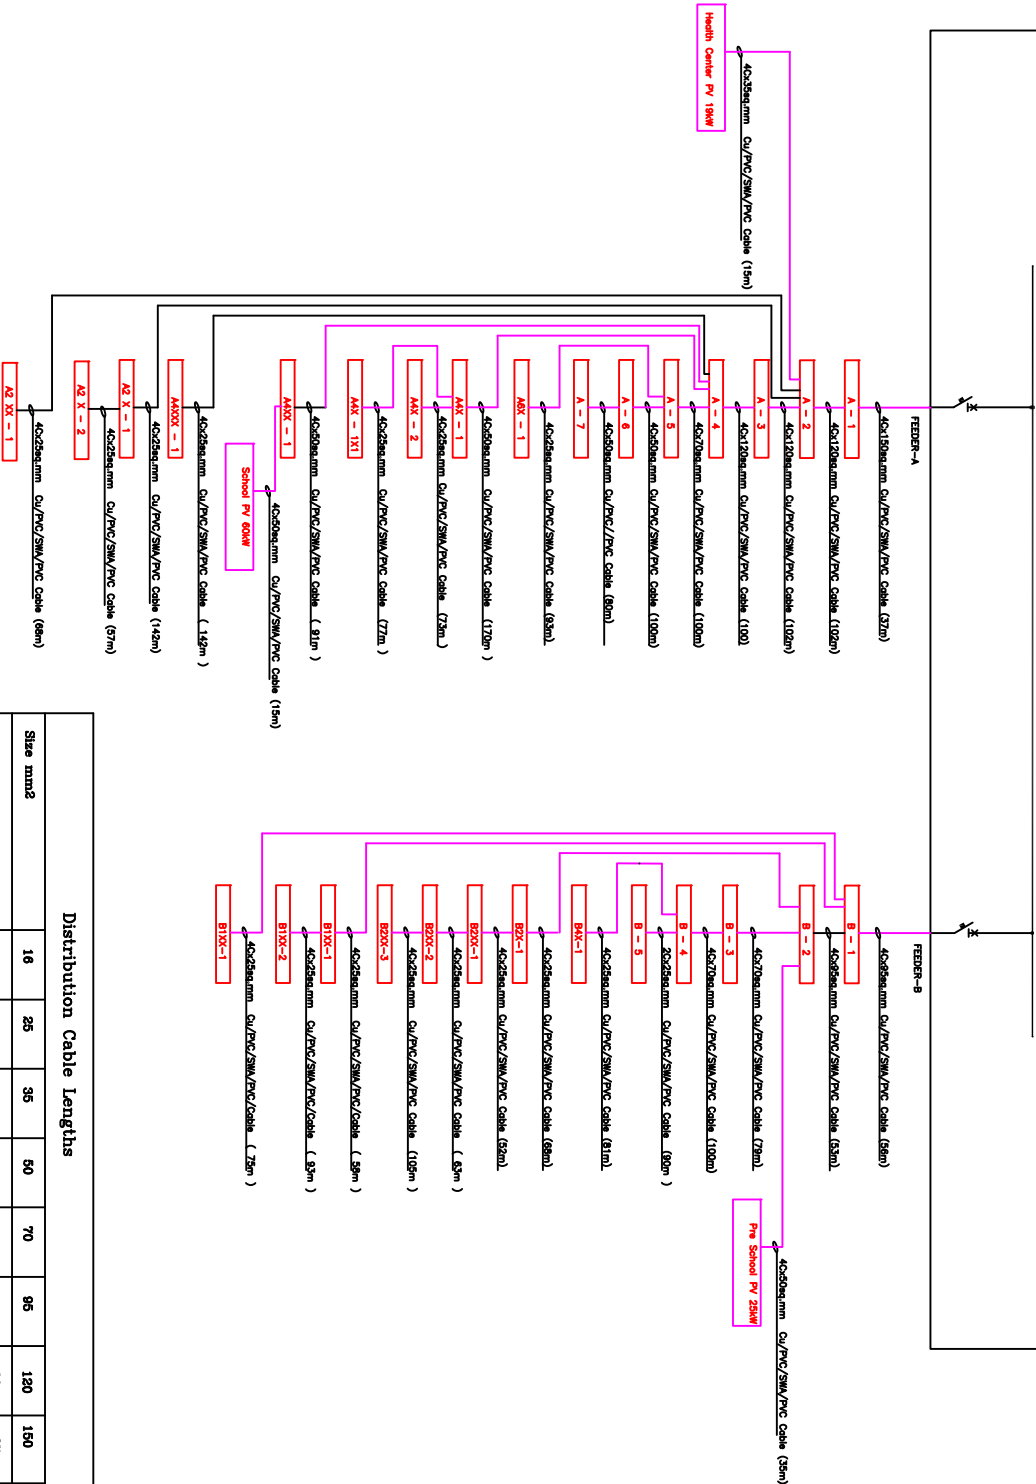 FEEDER-A
4Cx150sq.mm Cu/PVC/SWA/PVC Cable (37m)
A - 1
4Cx120sq.mm Cu/PVC/SWA/PVC Cable (102m)
A - 2
4Cx120sq.mm Cu/PVC/SWA/PVC Cable (102m)
A - 3
4Cx120sq.mm Cu/PVC/SWA/PVC Cable (100)
A - 4
4Cx70sq.mm Cu/PVC/SWA/PVC Cable (100m)
A - 5
4Cx50sq.mm Cu/PVC/SWA/PVC Cable (100m)
A - 6
4Cx50sq.mm Cu/PVC//PVC Cable (80m)
A - 7
4Cx25sq.mm Cu/PVC/SWA/PVC Cable (93m)
A6X - 1
4Cx50sq.mm Cu/PVC/SWA/PVC Cable (170m )
A4X - 1
4Cx25sq.mm Cu/PVC/SWA/PVC Cable (73m
A4X - 2
4Cx25sq.mm Cu/PVC/SWA/PVC Cable (77m)
A4X - 1X1
4Cx50sq.mm Cu/PVC/SWA/PVC Cable ( 91m )
A4XX - 1
4Cx50sq.mm Cu/PVC/SWA/PVC Cable (15m)
School PV 60kW
4Cx25sq.mm Cu/PVC/SWA/PVC Cable ( 142m )
A4XXX - 1
4Cx25sq.mm Cu/PVC/SWA/PVC Cable (142m)
A2 X - 1
4Cx25sq.mm Cu/PVC/SWA/PVC Cable (57m)
A2 X - 2
4Cx25sq.mm Cu/PVC/SWA/PVC Cable (68m)
A2 XX - 1
4Cx35sq.mm Cu/PVC/SWA/PVC Cable (15m)
Health Center PV 19kW
FEEDER-B
4Cx95sq.mm Cu/PVC/SWA/PVC Cable (56m)
B - 1
4Cx95sq.mm Cu/PVC/SWA/PVC Cable (53m)
B - 2
4Cx50sq.mm Cu/PVC/SWA/PVC Cable (35m)
Pre School PV 25kW
4Cx70sq.mm Cu/PVC/SWA/PVC Cable (79m)
B - 3
4Cx70sq.mm Cu/PVC/SWA/PVC Cable (100m)
B - 4
2Cx25sq.mm Cu/PVC/SWA/PVC Cable (90m )
B - 5
4Cx25sq.mm Cu/PVC/SWA/PVC Cable (81m)
B4X-1
4Cx25sq.mm Cu/PVC/SWA/PVC Cable (68m)
B2X-1
4Cx25sq.mm Cu/PVC/SWA/PVC Cable (52m)
B2XX-1
4Cx25sq.mm Cu/PVC/SWA/PVC Cable ( 63m )
B2XX-2
4Cx25sq.mm Cu/PVC/SWA/PVC Cable (105m )
B2XX-3
4Cx25sq.mm Cu/PVC/SWA/PVC/Cable ( 58m )
B1XX-1
4Cx25sq.mm Cu/PVC/SWA/PVC/Cable ( 93m )
B1XX-2
4Cx25sq.mm Cu/PVC/SWA/PVC/Cable ( 75m )
B1XX-1
Distribution Cable Lengths
Size mm2 16 25 35 50 70 95 120 150